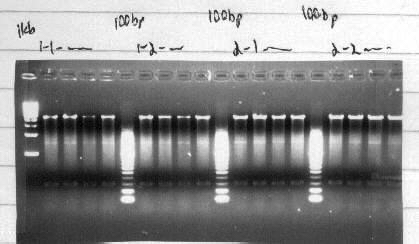 1kb 100bp 100bp 100bp
1-1 - 1-2 - 2-1 - 2-2 -